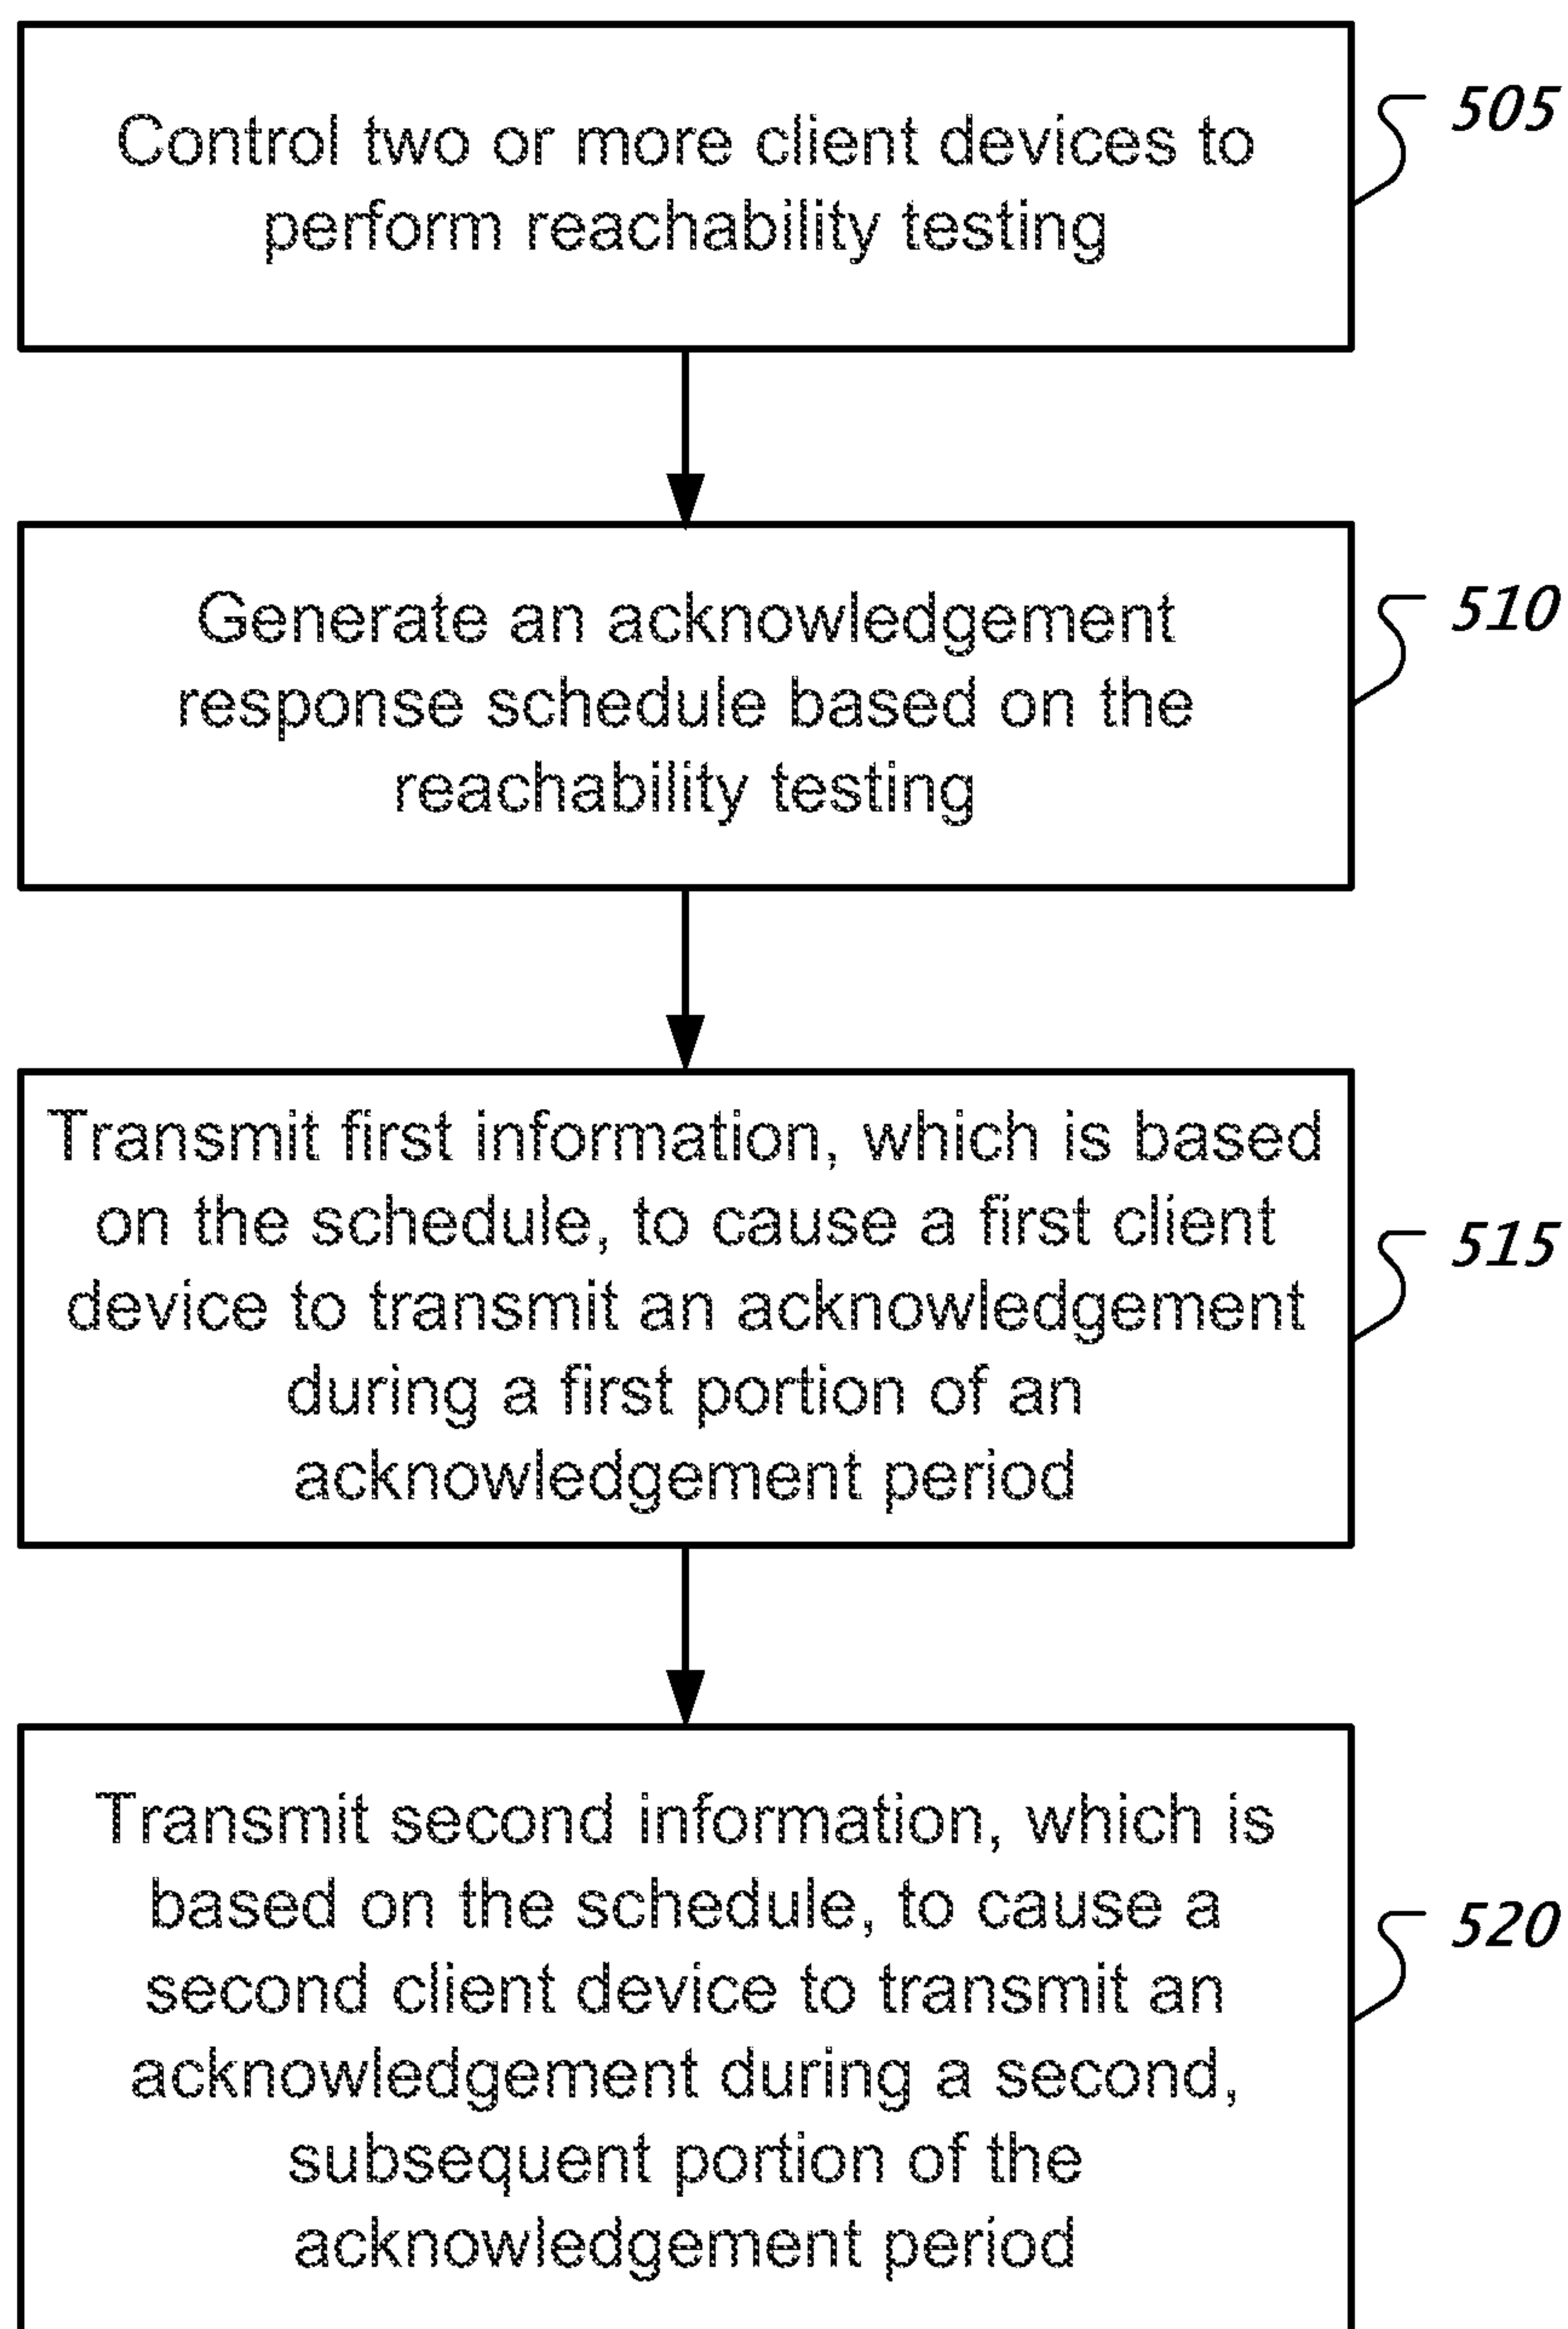 Control two or more client devices to
perform reachability testing
505
Generate an acknowledgement
response schedule based on the
reachability testing
510
Transmit first information, which is based
on the schedule, to cause a first client
device to transmit an acknowledgement
during a first portion of an
acknowledgement period
515
Transmit second information, which is
based on the schedule, to cause a
second client device to transmit an
acknowledgement during a second,
subsequent portion of the
acknowledgement period
520